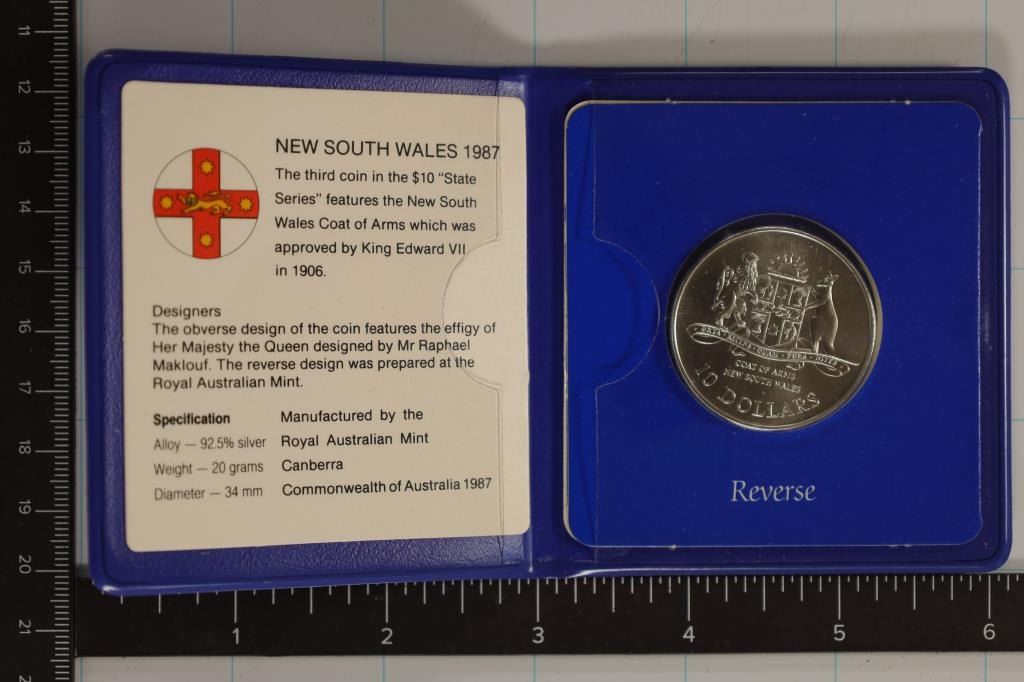 NEW SOUTH WALES 1987
The third coin in the $10 "State
Series" features the New South
Wales Coat of Arms which was
approved by King Edward VII
in 1906.
Designers
The obverse design of the coin features the effigy of
Her Majesty the Queen designed by Mr Raphael
Maklouf. The reverse design was prepared at the
Royal Australian Mint.
Specification
Alloy — 92.5% silver
Weight — 20 grams
Diameter — 34 mm
Manufactured by the
Royal Australian Mint
Canberra
Commonwealth of Australia 1987
ORTA · RECENS · QUAM · PURA · NITES
COAT OF ARMS
NEW SOUTH WALES
10 DOLLARS
Reverse
11
12
13
14
15
16
17
18
19
20
21
1 2 3 4 5 6